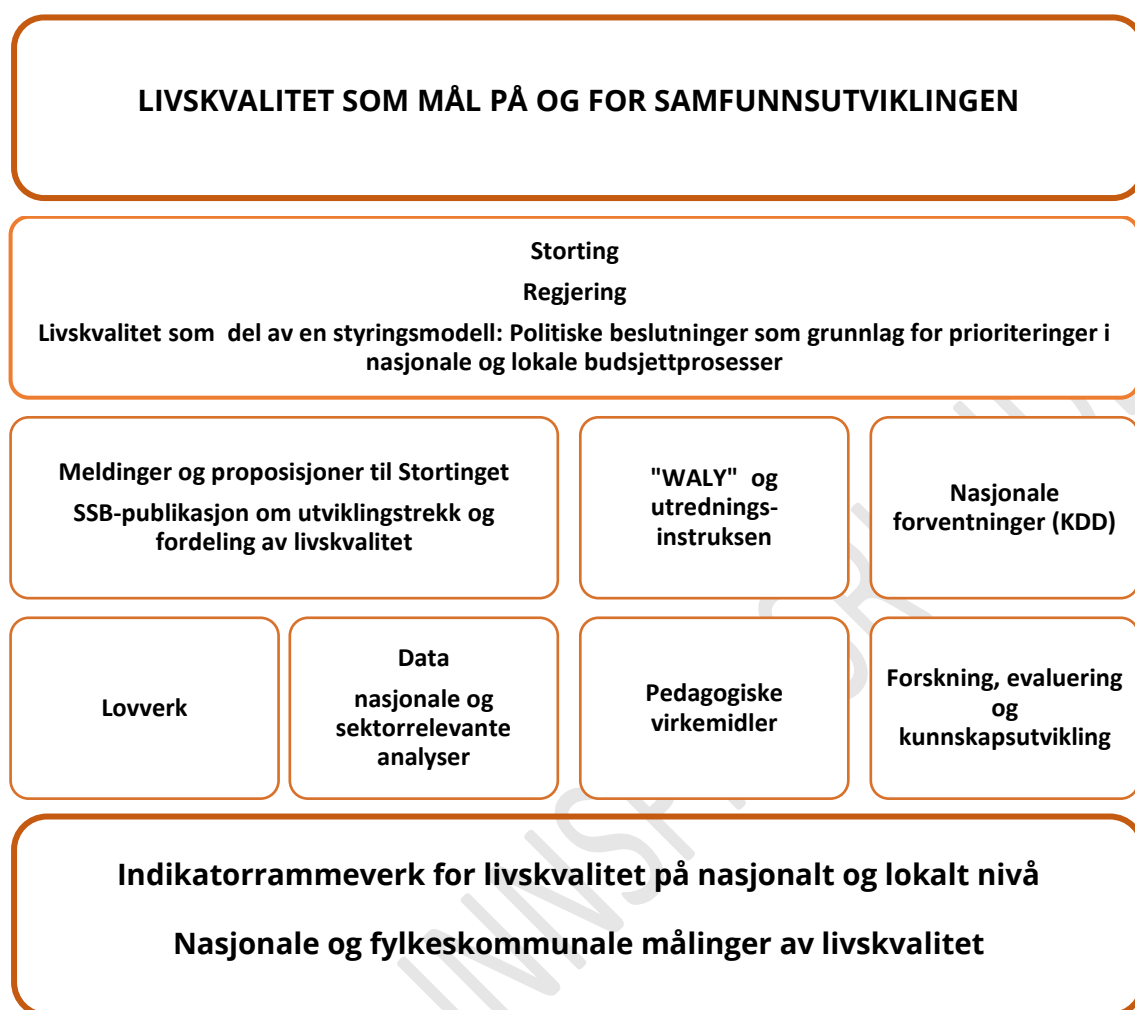 LIVSKVALITET SOM MÅL PÅ OG FOR SAMFUNNSUTVIKLINGEN
Storting
Regjering
Livskvalitet som del av en styringsmodell: Politiske beslutninger som grunnlag for prioriteringer i
nasjonale og lokale budsjettprosesser
Meldinger og proposisjoner til Stortinget
SSB-publikasjon om utviklingstrekk og
fordeling av livskvalitet
"WALY" og
utrednings-
instruksen
Nasjonale
forventninger (KDD)
Lovverk
Data
nasjonale og
sektorrelevante
analyser
Pedagogiske
virkemidler
Forskning, evaluering
og
kunnskapsutvikling
Indikatorrammeverk for livskvalitet på nasjonalt og lokalt nivå
Nasjonale og fylkeskommunale målinger av livskvalitet